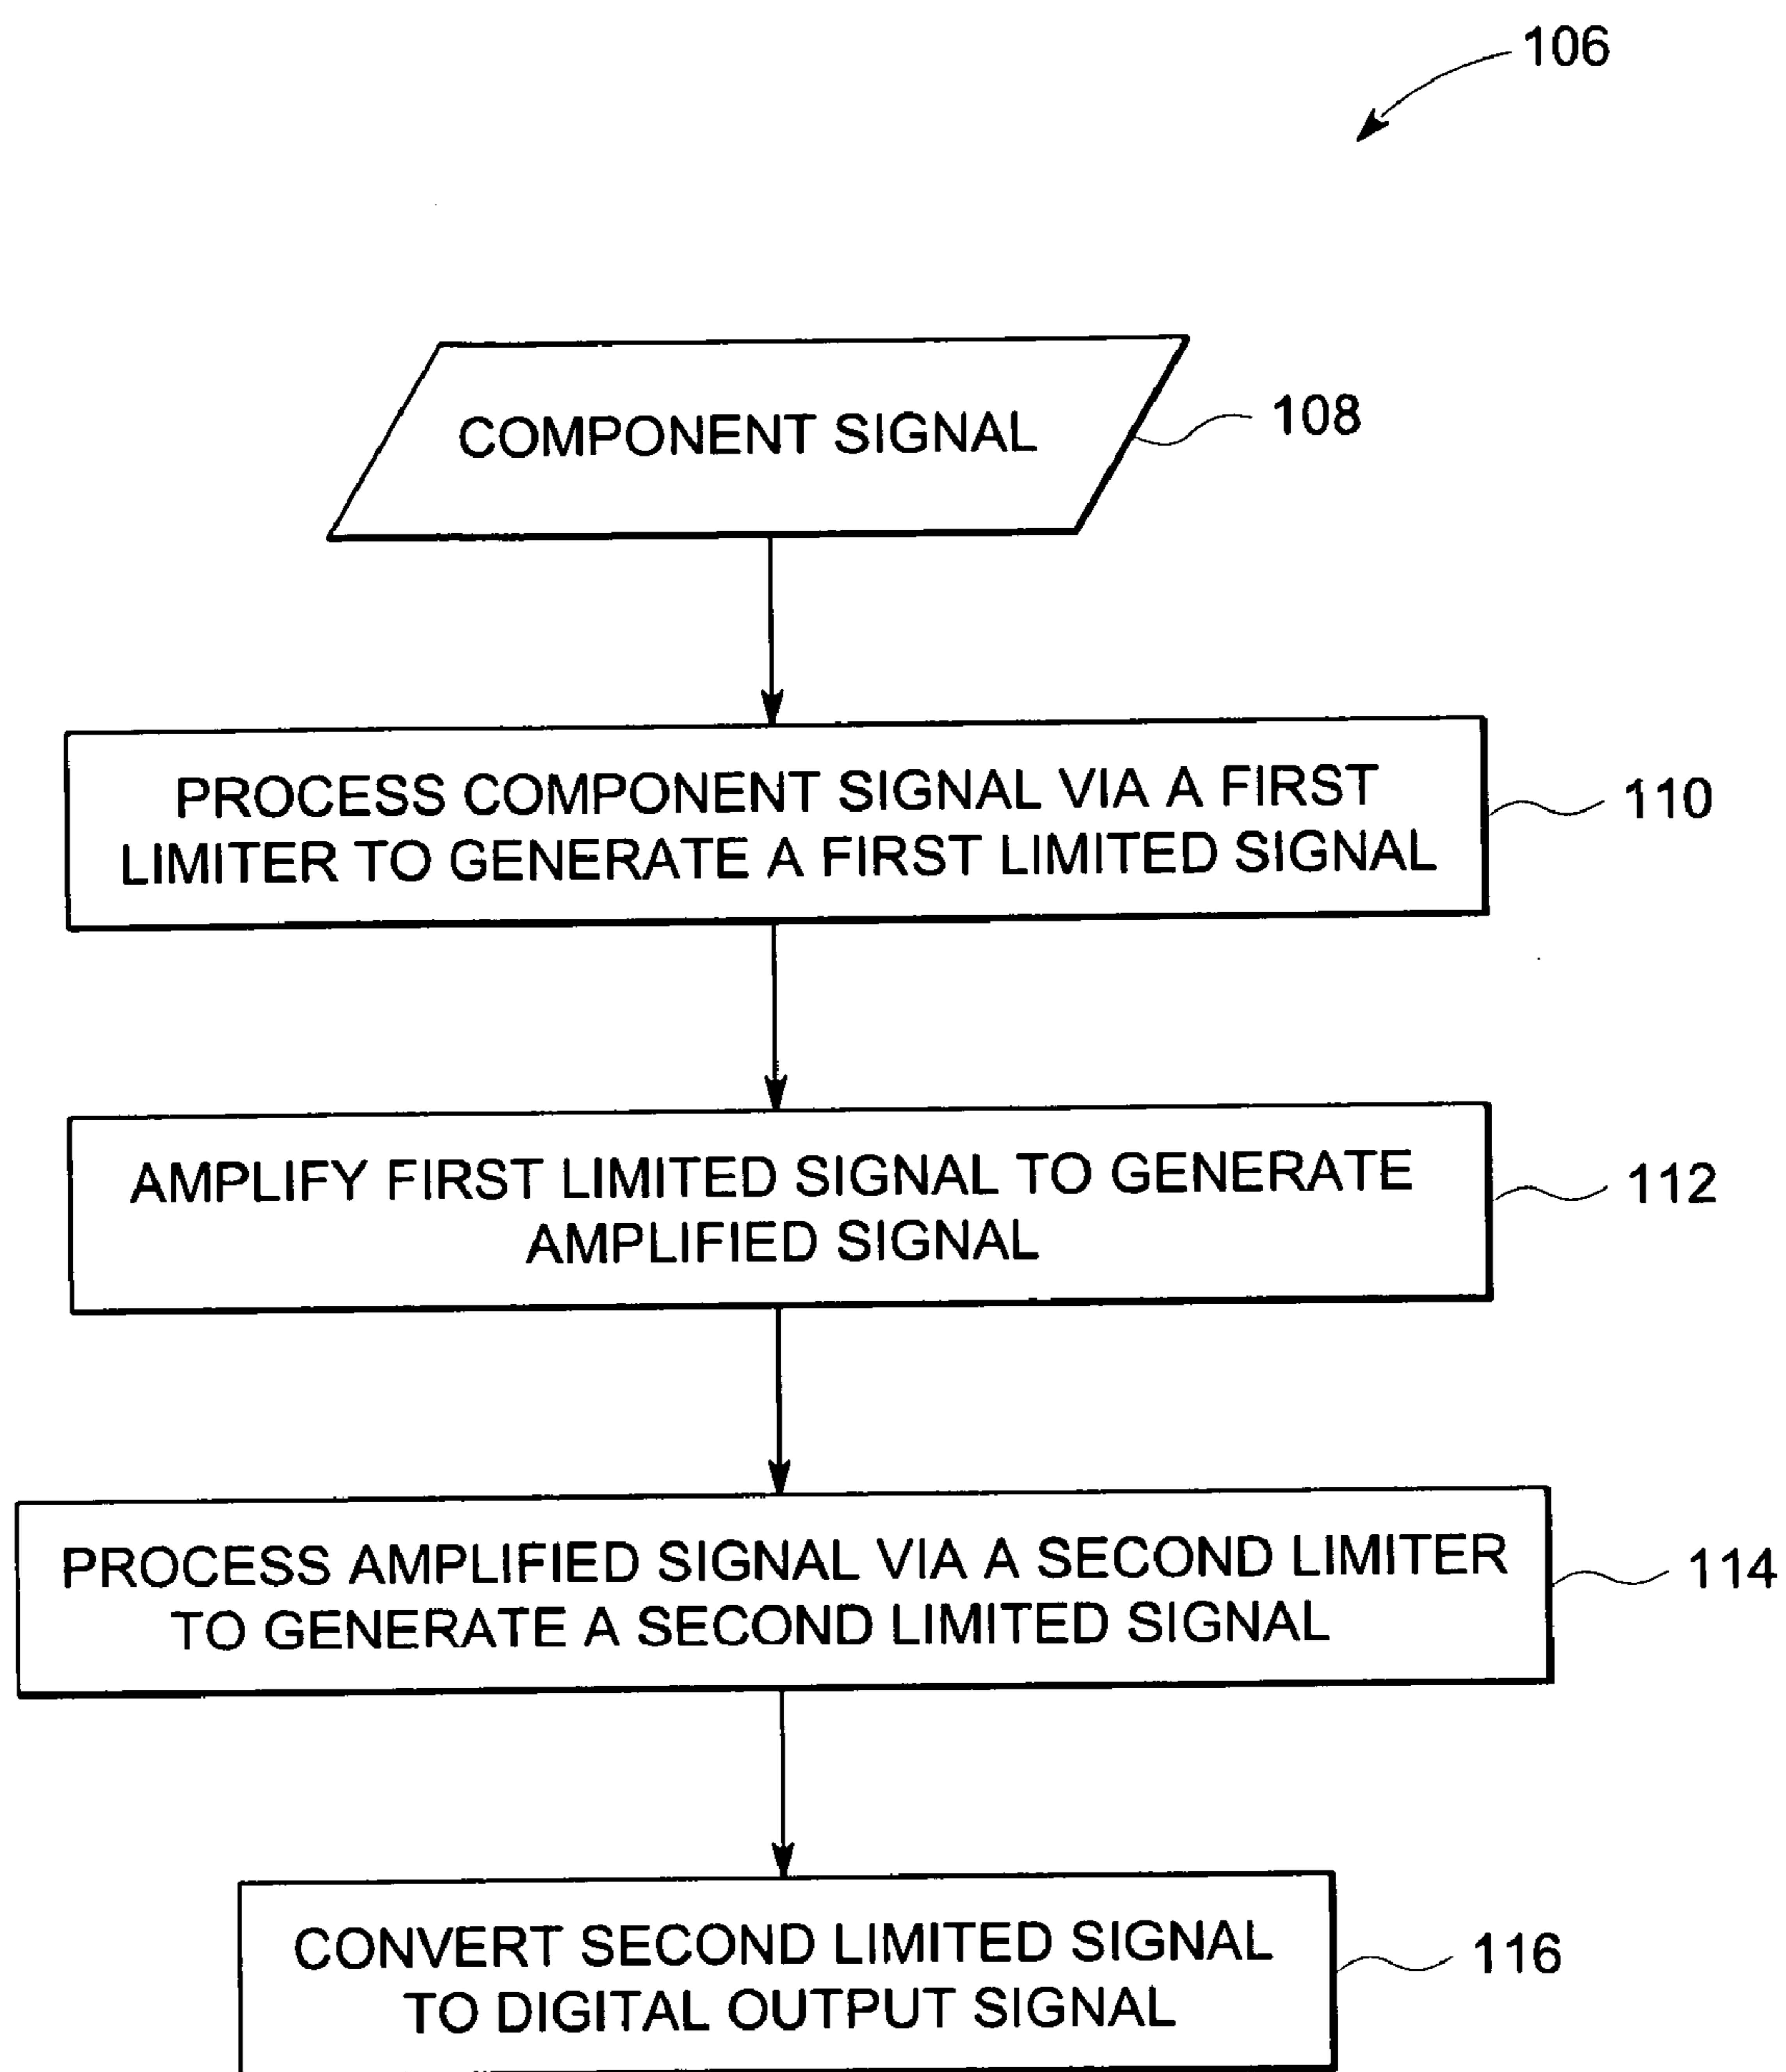 106
COMPONENT SIGNAL
108
PROCESS COMPONENT SIGNAL VIA A FIRST
LIMITER TO GENERATE A FIRST LIMITED SIGNAL
110
AMPLIFY FIRST LIMITED SIGNAL TO GENERATE
AMPLIFIED SIGNAL
112
PROCESS AMPLIFIED SIGNAL VIA A SECOND LIMITER
TO GENERATE A SECOND LIMITED SIGNAL
114
CONVERT SECOND LIMITED SIGNAL
TO DIGITAL OUTPUT SIGNAL
116